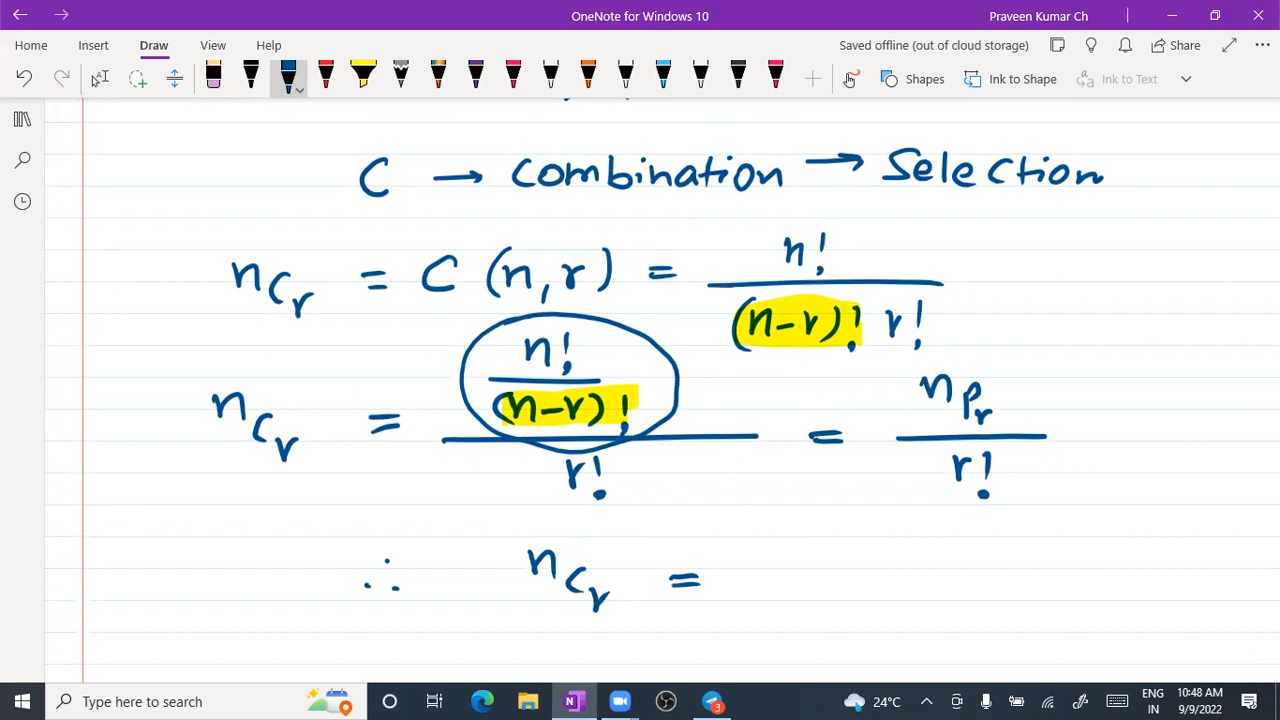 OneNote for Windows 10
Praveen Kumar Ch
Home Insert Draw View Help
Saved offline (out of cloud storage)
Share
Shapes
Ink to Shape
Ink to Text
C → Combination → Selection
nCr = C (n,r) = n! / (n-r)! r!
nCr = n! / (n-r)! / r! = nPr / r!
∴ nCr =
Type here to search
3
24°C
ENG
IN
10:48 AM
9/9/2022